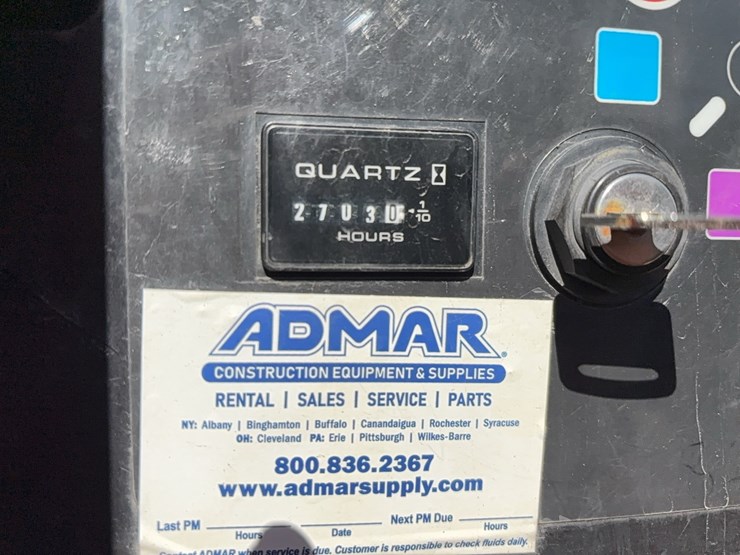 QUARTZ
2 7 0 3 0 1/10
HOURS
ADMAR®
CONSTRUCTION EQUIPMENT & SUPPLIES
RENTAL | SALES | SERVICE | PARTS
NY: Albany | Binghamton | Buffalo | Canandaigua | Rochester | Syracuse
OH: Cleveland PA: Erie | Pittsburgh | Wilkes-Barre
800.836.2367
www.admarsupply.com
Last PM Next PM Due
Hours Date Hours
Contact ADMAR when service is due. Customer is responsible to check fluids daily.